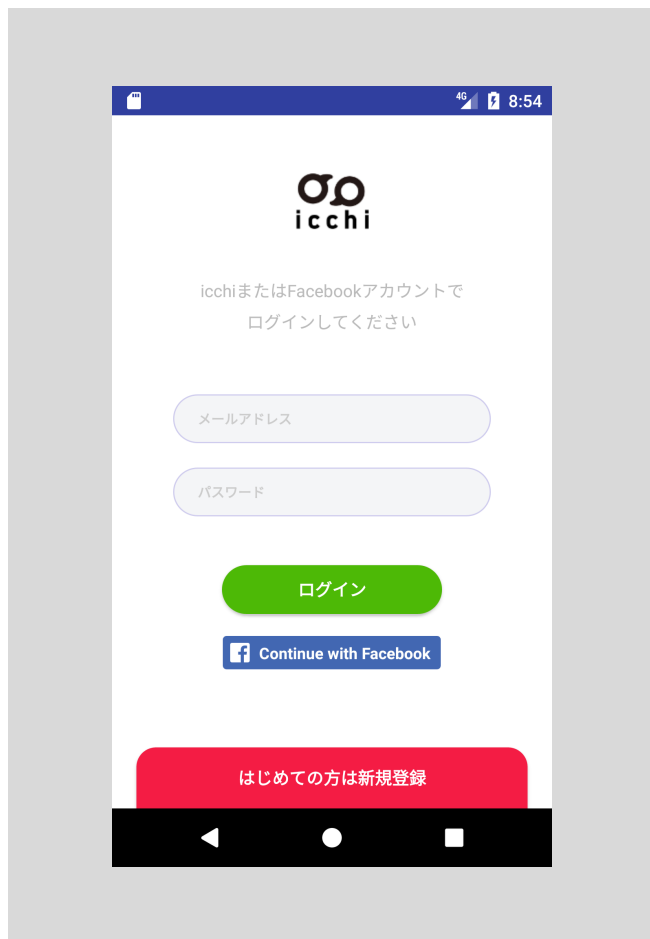 4G 8:54
icchi
icchiまたはFacebookアカウントで
ログインしてください
メールアドレス
パスワード
ログイン
Continue with Facebook
はじめての方は新規登録